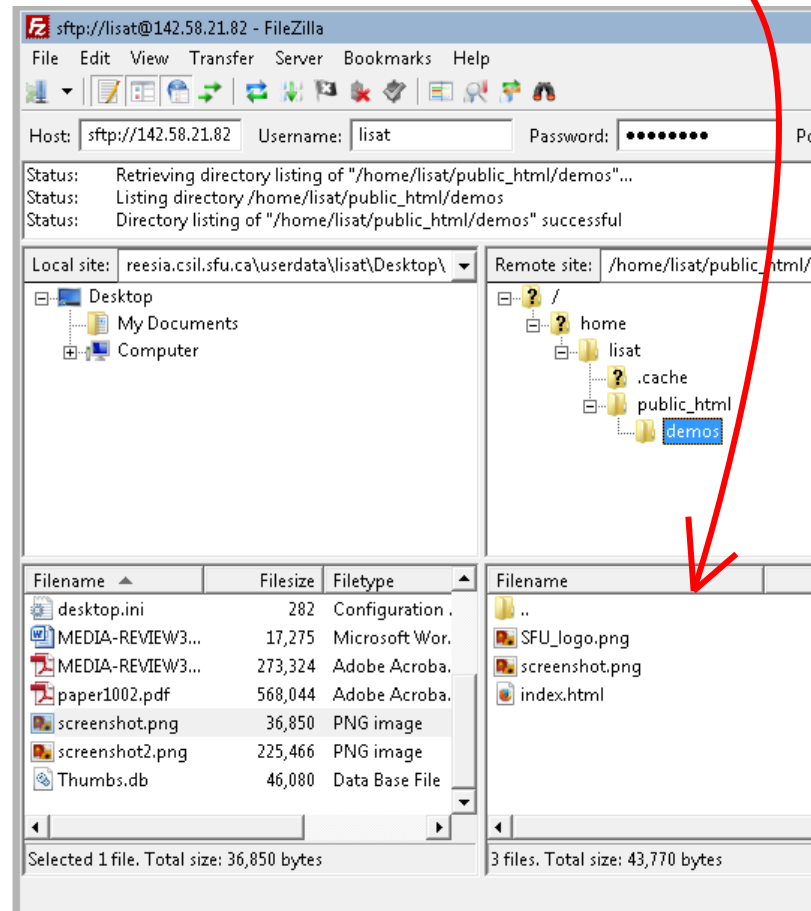 sftp://lisat@142.58.21.82 - FileZilla
File Edit View Transfer Server Bookmarks Help
Host: sftp://142.58.21.82 Username: lisat Password: ●●●●●●●● Po
Status: Retrieving directory listing of "/home/lisat/public_html/demos"...
Status: Listing directory /home/lisat/public_html/demos
Status: Directory listing of "/home/lisat/public_html/demos" successful
Local site: reesia.csil.sfu.ca\userdata\lisat\Desktop\
Desktop
My Documents
Computer
Remote site: /home/lisat/public_html/
/
home
lisat
.cache
public_html
demos
Filename Filesize Filetype
desktop.ini 282 Configuration .
MEDIA-REVIEW3... 17,275 Microsoft Wor.
MEDIA-REVIEW3... 273,324 Adobe Acroba.
paper1002.pdf 568,044 Adobe Acroba.
screenshot.png 36,850 PNG image
screenshot2.png 225,466 PNG image
Thumbs.db 46,080 Data Base File
Selected 1 file. Total size: 36,850 bytes
Filename
..
SFU_logo.png
screenshot.png
index.html
3 files. Total size: 43,770 bytes